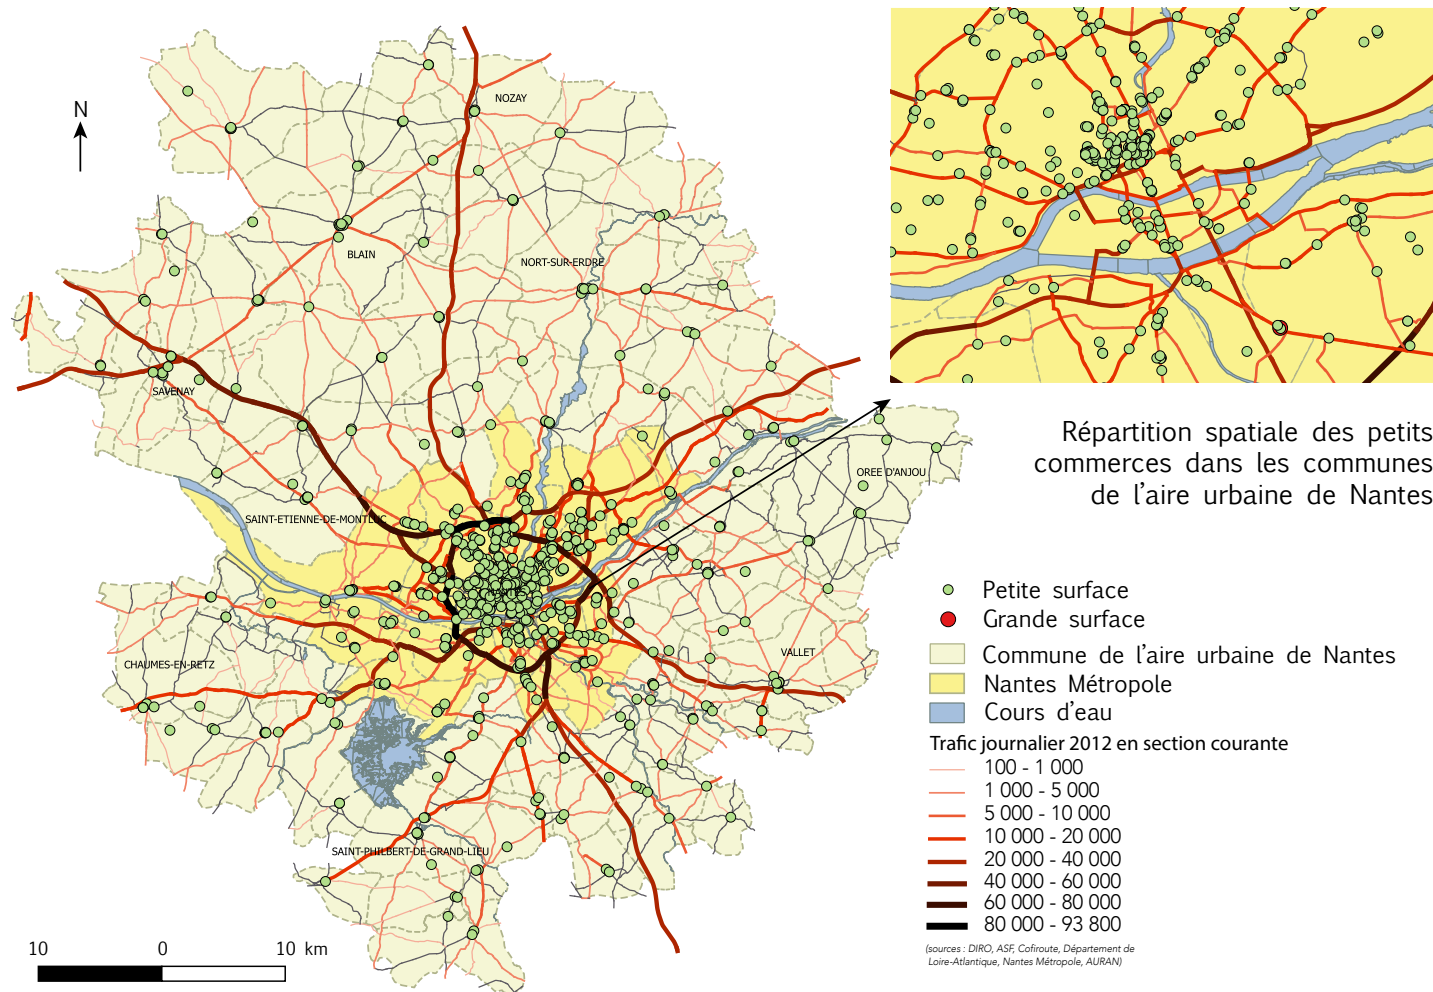 N
NOZAY
BLAIN
NORT-SUR-ERDRE
SAVENAY
OREE D'ANJOU
SAINT-ETIENNE-DE-MONTLUC
NANTES
CHAUMES-EN-RETZ
VALLET
SAINT-PHILBERT-DE-GRAND-LIEU
10 0 10 km
Répartition spatiale des petits
commerces dans les communes
de l'aire urbaine de Nantes
Petite surface
Grande surface
Commune de l'aire urbaine de Nantes
Nantes Métropole
Cours d'eau
Trafic journalier 2012 en section courante
100 - 1 000
1 000 - 5 000
5 000 - 10 000
10 000 - 20 000
20 000 - 40 000
40 000 - 60 000
60 000 - 80 000
80 000 - 93 800
(sources : DIRO, ASF, Cofiroute, Département de
Loire-Atlantique, Nantes Métropole, AURAN)